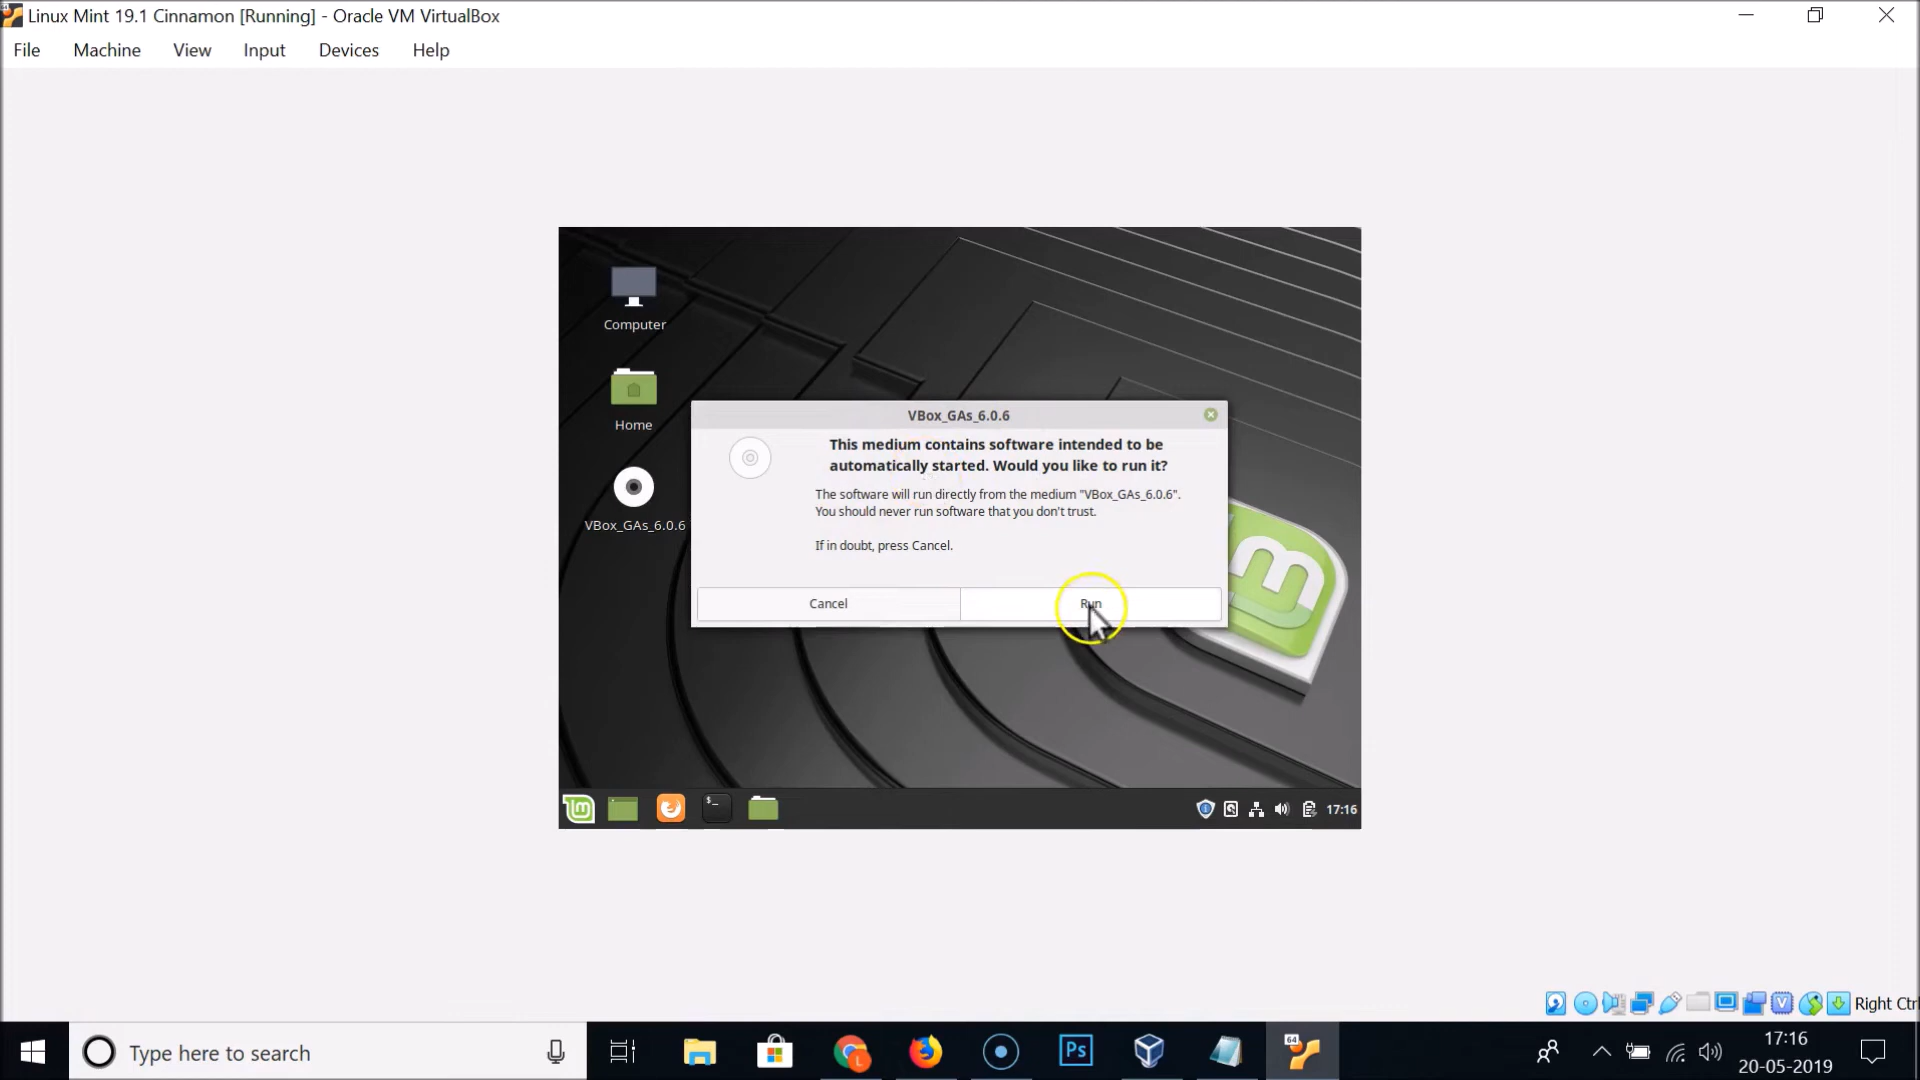 Linux Mint 19.1 Cinnamon [Running] - Oracle VM VirtualBox
File Machine View Input Devices Help
Computer
Home
VBox_GAs_6.0.6
VBox_GAs_6.0.6
This medium contains software intended to be
automatically started. Would you like to run it?
The software will run directly from the medium "VBox_GAs_6.0.6".
You should never run software that you don't trust.
If in doubt, press Cancel.
Cancel Run
17:16
Right Ctrl
Type here to search
Ps
64
17:16
20-05-2019